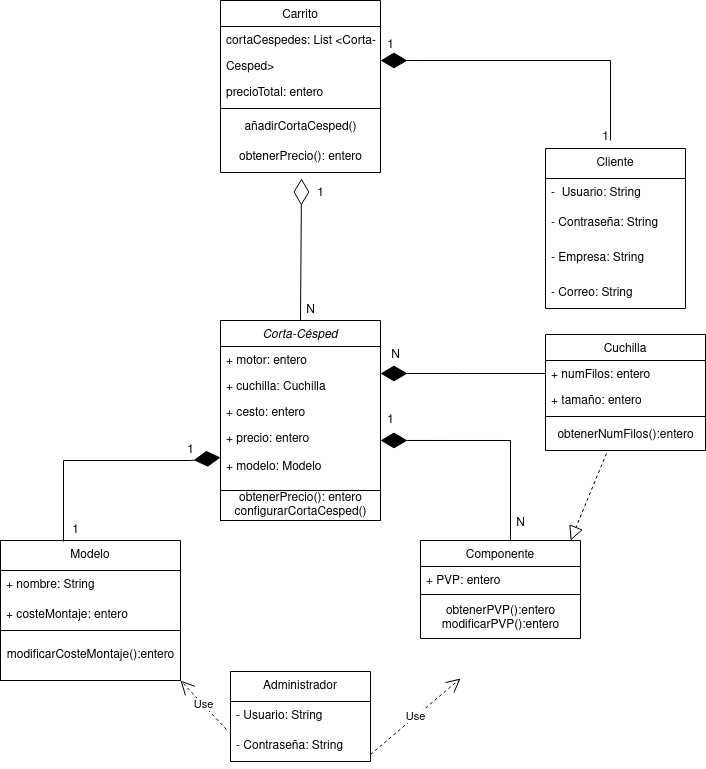 Carrito
cortaCespedes: List <Corta-
Cesped>
precioTotal: entero
añadirCortaCesped()
obtenerPrecio(): entero
1
1
Cliente
- Usuario: String
- Contraseña: String
- Empresa: String
- Correo: String
1
N
Corta-Césped
+ motor: entero
+ cuchilla: Cuchilla
+ cesto: entero
+ precio: entero
+ modelo: Modelo
obtenerPrecio(): entero
configurarCortaCesped()
N
Cuchilla
+ numFilos: entero
+ tamaño: entero
obtenerNumFilos():entero
1
N
1
1
Modelo
+ nombre: String
+ costeMontaje: entero
modificarCosteMontaje():entero
Componente
+ PVP: entero
obtenerPVP():entero
modificarPVP():entero
Administrador
- Usuario: String
- Contraseña: String
Use
Use